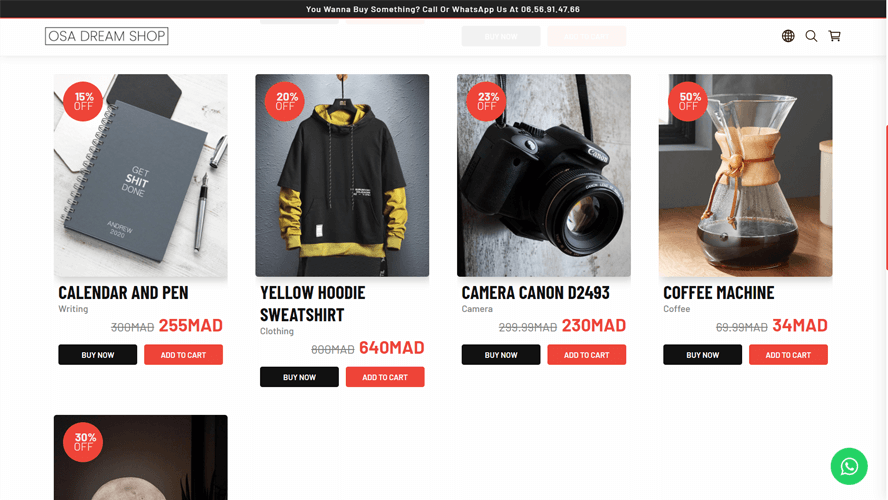 You Wanna Buy Something? Call Or WhatsApp Us At 06,56,91,47,66
OSA DREAM SHOP
BUY NOW ADD TO CART
15%
OFF
GET
SHIT
DONE
ANDREW
2020
20%
OFF
23%
OFF
Canon
50%
OFF
CALENDAR AND PEN
Writing
300MAD 255MAD
BUY NOW ADD TO CART
YELLOW HOODIE
SWEATSHIRT
Clothing
800MAD 640MAD
BUY NOW ADD TO CART
CAMERA CANON D2493
Camera
299.99MAD 230MAD
BUY NOW ADD TO CART
COFFEE MACHINE
Coffee
69.99MAD 34MAD
BUY NOW ADD TO CART
30%
OFF